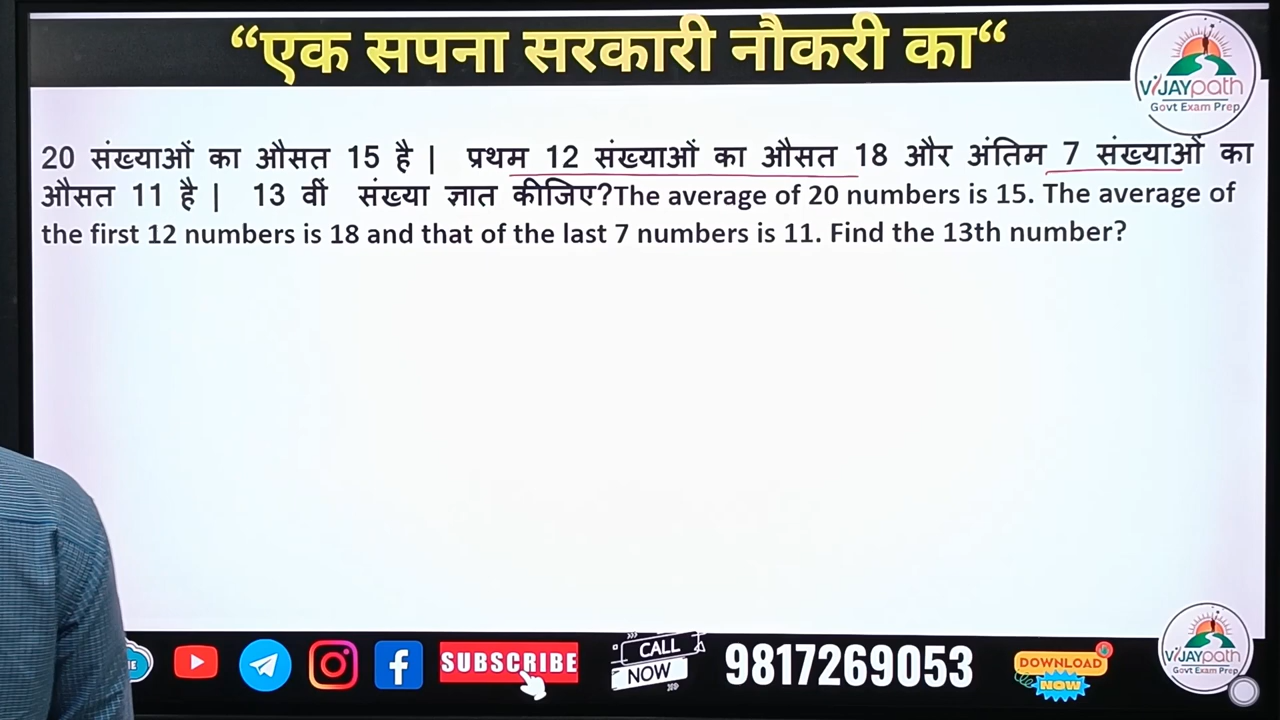 “एक सपना सरकारी नौकरी का“
ViJAYpath
Govt Exam Prep
20 संख्याओं का औसत 15 है | प्रथम 12 संख्याओं का औसत 18 और अंतिम 7 संख्याओं का
औसत 11 है | 13 वीं संख्या ज्ञात कीजिए?The average of 20 numbers is 15. The average of
the first 12 numbers is 18 and that of the last 7 numbers is 11. Find the 13th number?
SUBSCRIBE
CALL
NOW
9817269053
DOWNLOAD
NOW
ViJAYpath
Govt Exam Prep